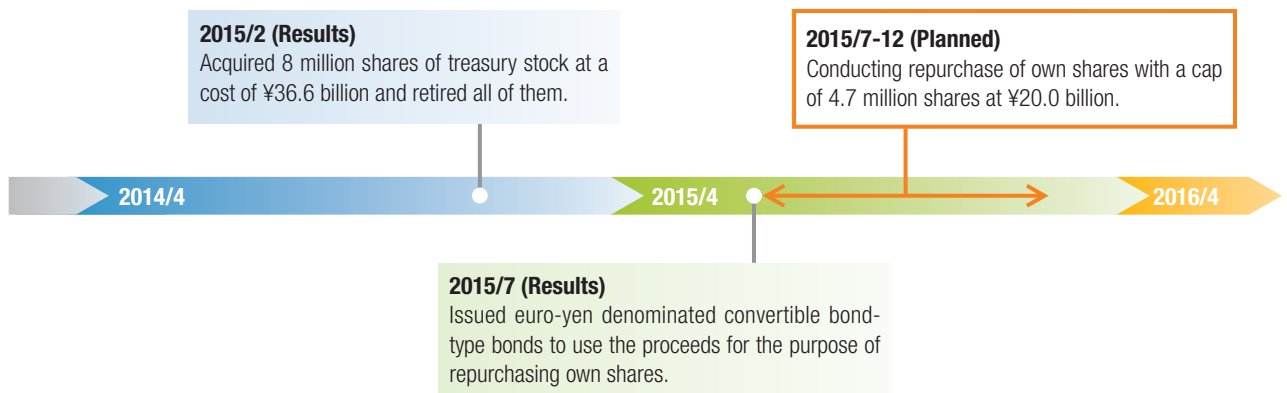 2015/2 (Results)
Acquired 8 million shares of treasury stock at a
cost of ¥36.6 billion and retired all of them.
2015/7-12 (Planned)
Conducting repurchase of own shares with a cap
of 4.7 million shares at ¥20.0 billion.
2014/4
2015/4
2016/4
2015/7 (Results)
Issued euro-yen denominated convertible bond-
type bonds to use the proceeds for the purpose of
repurchasing own shares.